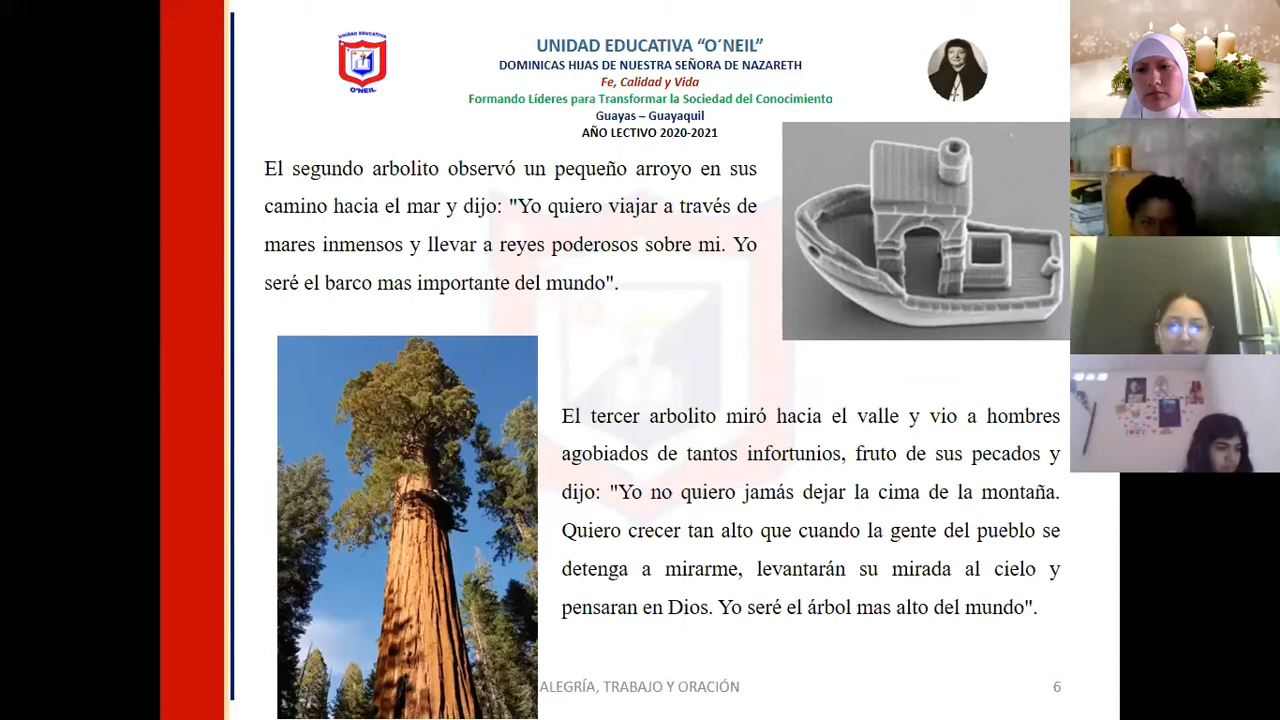 UNIDAD EDUCATIVA
O'NEIL
UNIDAD EDUCATIVA “O´NEIL”
DOMINICAS HIJAS DE NUESTRA SEÑORA DE NAZARETH
Fe, Calidad y Vida
Formando Líderes para Transformar la Sociedad del Conocimiento
Guayas – Guayaquil
AÑO LECTIVO 2020-2021
El segundo arbolito observó un pequeño arroyo en sus
camino hacia el mar y dijo: "Yo quiero viajar a través de
mares inmensos y llevar a reyes poderosos sobre mi. Yo
seré el barco mas importante del mundo".
El tercer arbolito miró hacia el valle y vio a hombres
agobiados de tantos infortunios, fruto de sus pecados y
dijo: "Yo no quiero jamás dejar la cima de la montaña.
Quiero crecer tan alto que cuando la gente del pueblo se
detenga a mirarme, levantarán su mirada al cielo y
pensaran en Dios. Yo seré el árbol mas alto del mundo".
ALEGRÍA, TRABAJO Y ORACIÓN
6